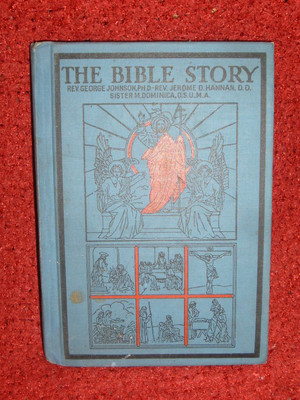 THE BIBLE STORY
REV. GEORGE JOHNSON, PH.D.-REV. JEROME D. HANNAN, D.D.
SISTER M. DOMINICA, O.S.U. M.A.